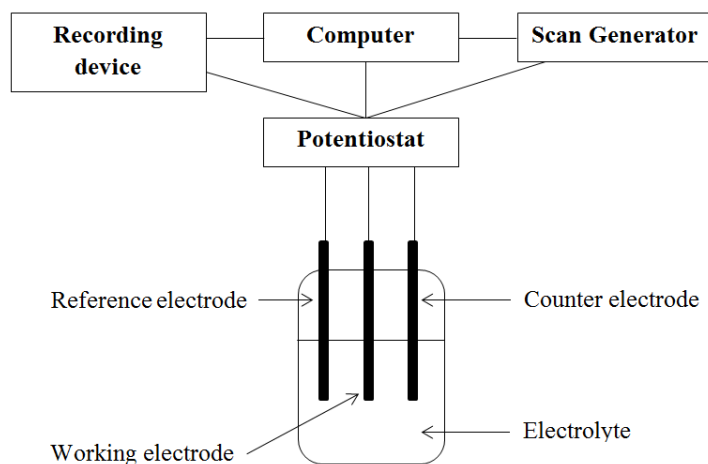 Recording
device
Computer
Scan Generator
Potentiostat
Reference electrode
Counter electrode
Working electrode
Electrolyte